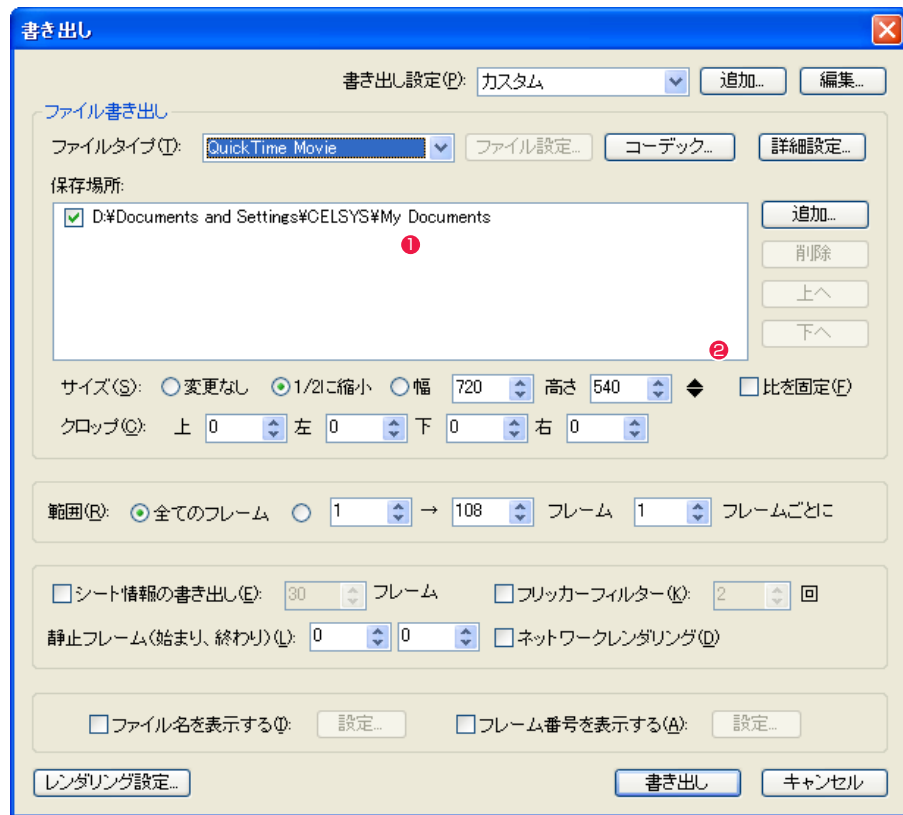 書き出し
書き出し設定(P): カスタム 追加... 編集...
ファイル書き出し
ファイルタイプ(T): QuickTime Movie ファイル設定... コーデック... 詳細設定...
保存場所:
D:¥Documents and Settings¥CELSYS¥My Documents 追加...
❶ 削除
上へ
下へ
❷
サイズ(S): 変更なし 1/2に縮小 幅 720 高さ 540 比を固定(F)
クロップ(C): 上 0 左 0 下 0 右 0
範囲(R): 全てのフレーム 1 → 108 フレーム 1 フレームごとに
シート情報の書き出し(E): 30 フレーム フリッカーフィルター(K): 2 回
静止フレーム(始まり、終わり)(L): 0 0 ネットワークレンダリング(D)
ファイル名を表示する(I): 設定... フレーム番号を表示する(A): 設定...
レンダリング設定... 書き出し キャンセル